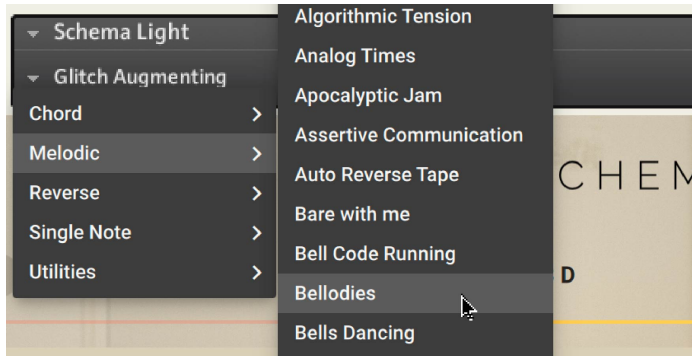 Schema Light
Glitch Augmenting
Chord
Melodic
Reverse
Single Note
Utilities
Algorithmic Tension
Analog Times
Apocalyptic Jam
Assertive Communication
Auto Reverse Tape
Bare with me
Bell Code Running
Bellodies
Bells Dancing
CHEM
D